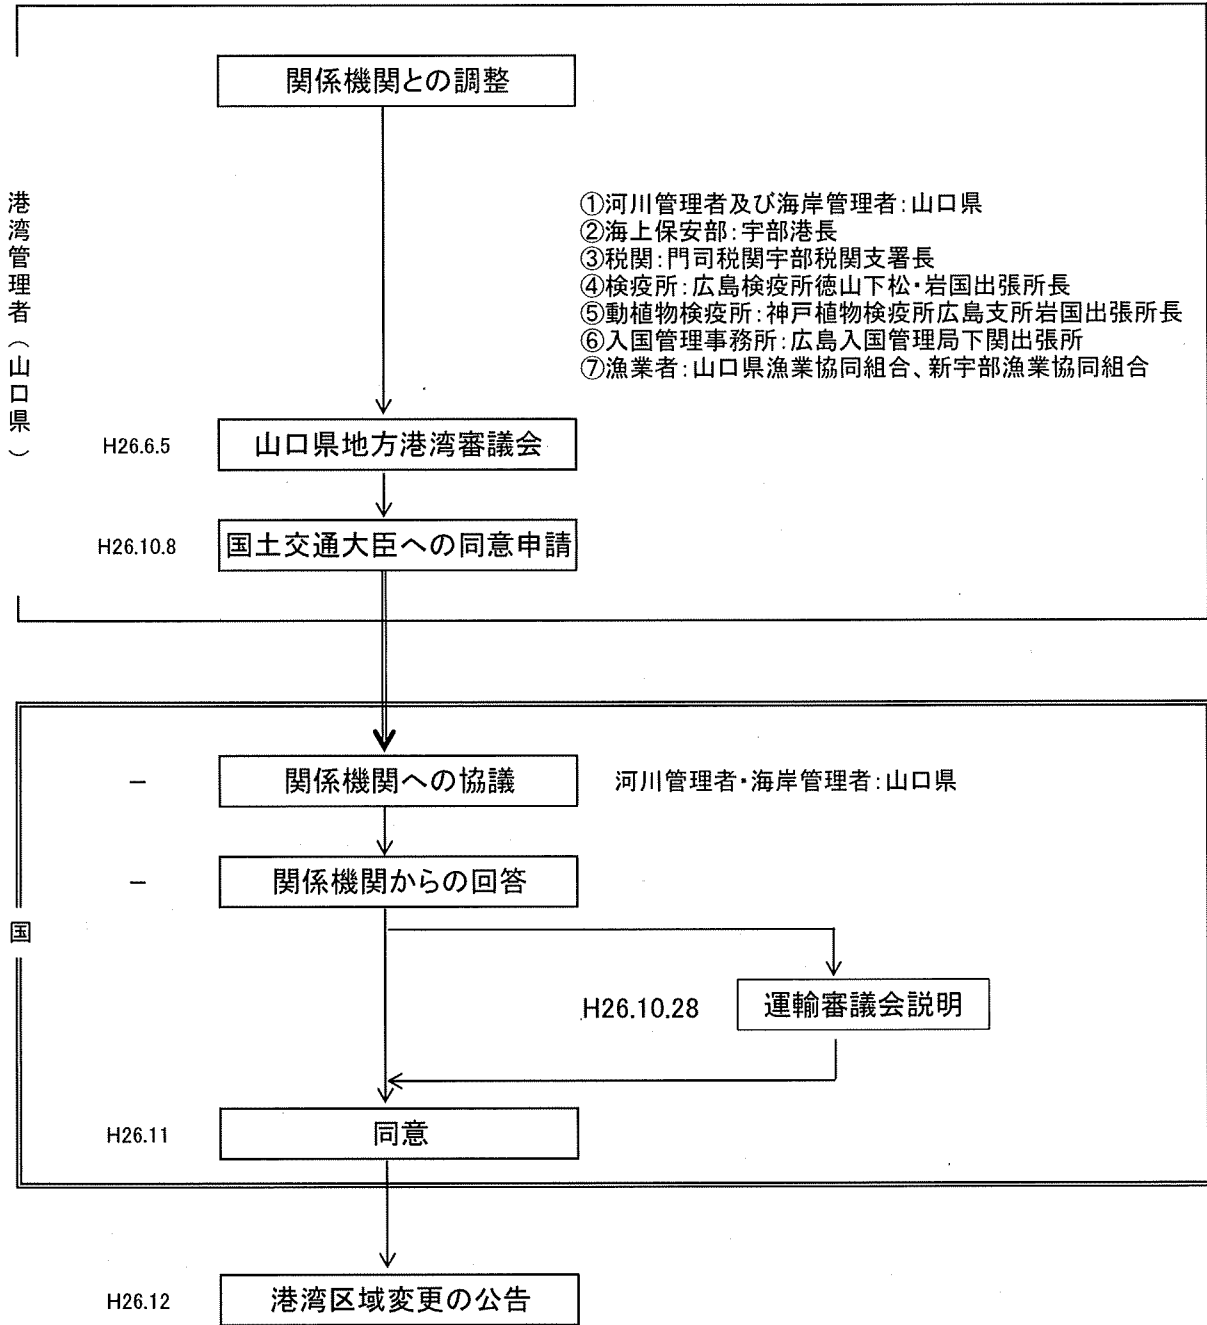 関係機関との調整
港湾管理者（山口県）
①河川管理者及び海岸管理者:山口県
②海上保安部:宇部港長
③税関:門司税関宇部税関支署長
④検疫所:広島検疫所徳山下松・岩国出張所長
⑤動植物検疫所:神戸植物検疫所広島支所岩国出張所長
⑥入国管理事務所:広島入国管理局下関出張所
⑦漁業者:山口県漁業協同組合、新宇部漁業協同組合
H26.6.5 山口県地方港湾審議会
H26.10.8 国土交通大臣への同意申請
－ 関係機関への協議 河川管理者・海岸管理者:山口県
－ 関係機関からの回答
国
H26.10.28 運輸審議会説明
H26.11 同意
H26.12 港湾区域変更の公告